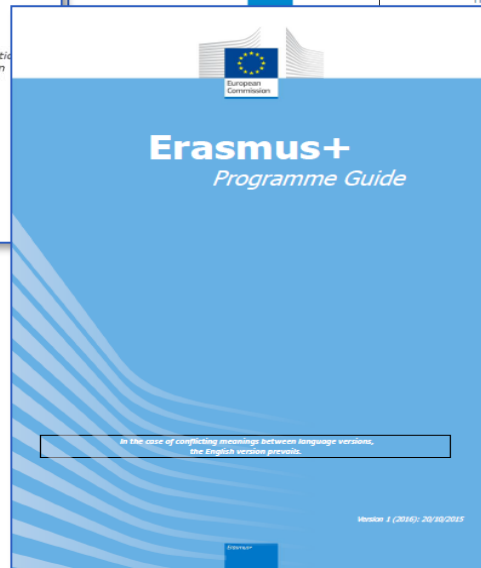 European
Commission
Erasmus+
Programme Guide
In the case of conflicting meanings between language versions,
the English version prevails.
Version 1 (2016): 20/10/2015
Erasmus+